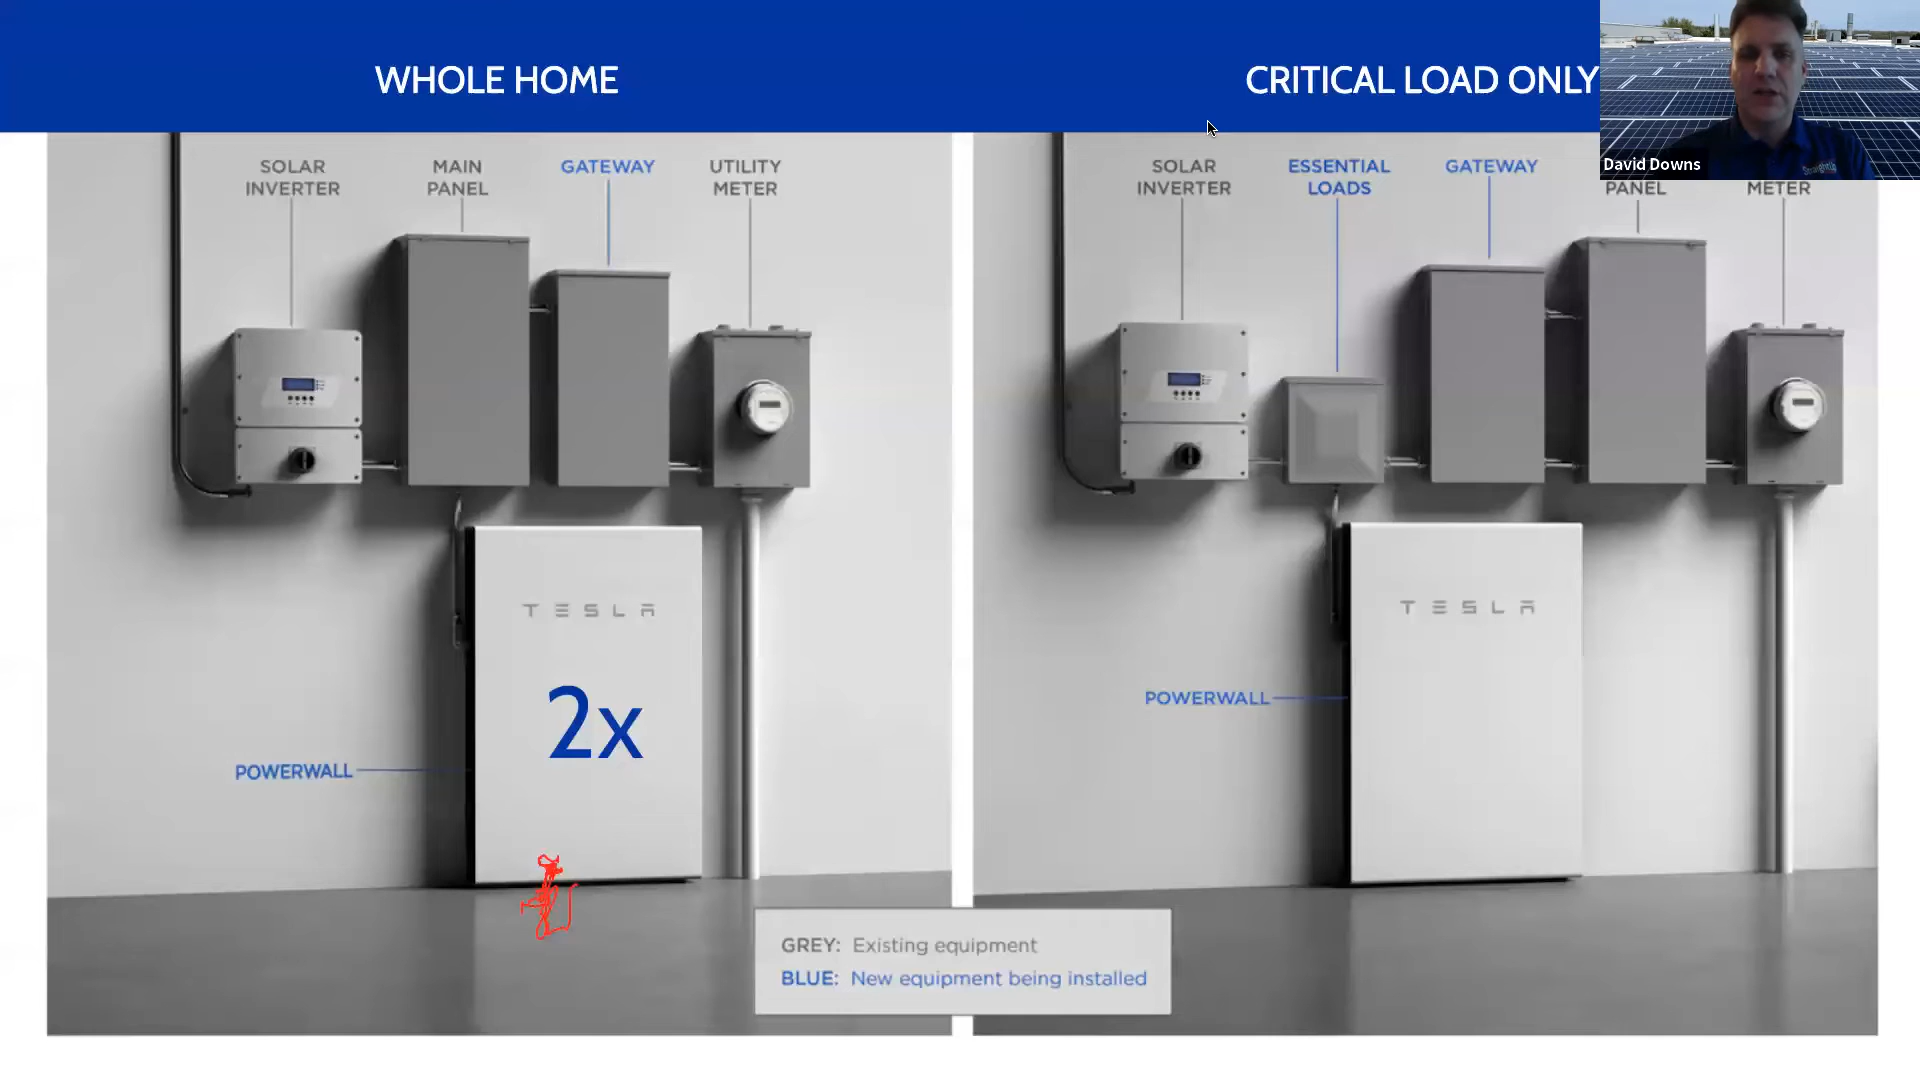 WHOLE HOME
CRITICAL LOAD ONLY
David Downs
SOLAR
INVERTER
MAIN
PANEL
GATEWAY
UTILITY
METER
SOLAR
INVERTER
ESSENTIAL
LOADS
GATEWAY
PANEL
METER
TESLA
2x
POWERWALL
TESLA
POWERWALL
GREY: Existing equipment
BLUE: New equipment being installed